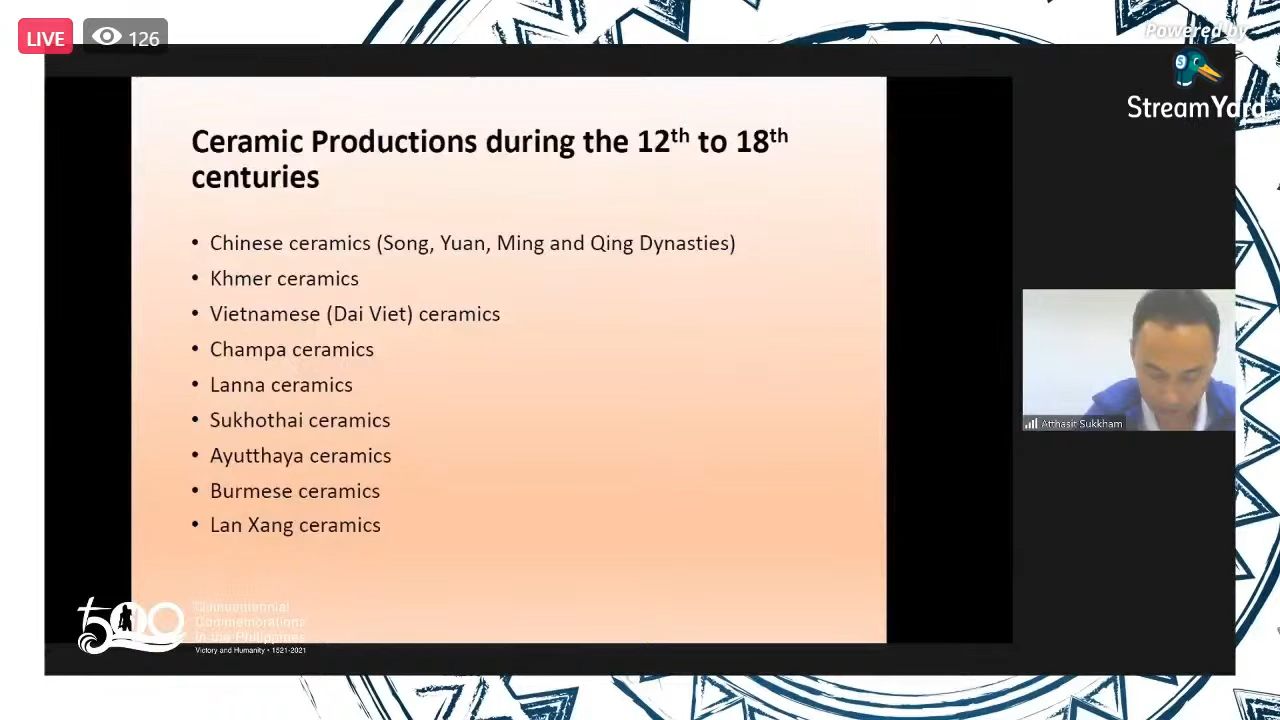 LIVE 126
Powered by
StreamYard
Ceramic Productions during the 12th to 18th
centuries
• Chinese ceramics (Song, Yuan, Ming and Qing Dynasties)
• Khmer ceramics
• Vietnamese (Dai Viet) ceramics
• Champa ceramics
• Lanna ceramics
• Sukhothai ceramics
• Ayutthaya ceramics
• Burmese ceramics
• Lan Xang ceramics
Atthasit Sukkham
500
Quincentennial
Commemorations
in the Philippines
Victory and Humanity • 1521-2021